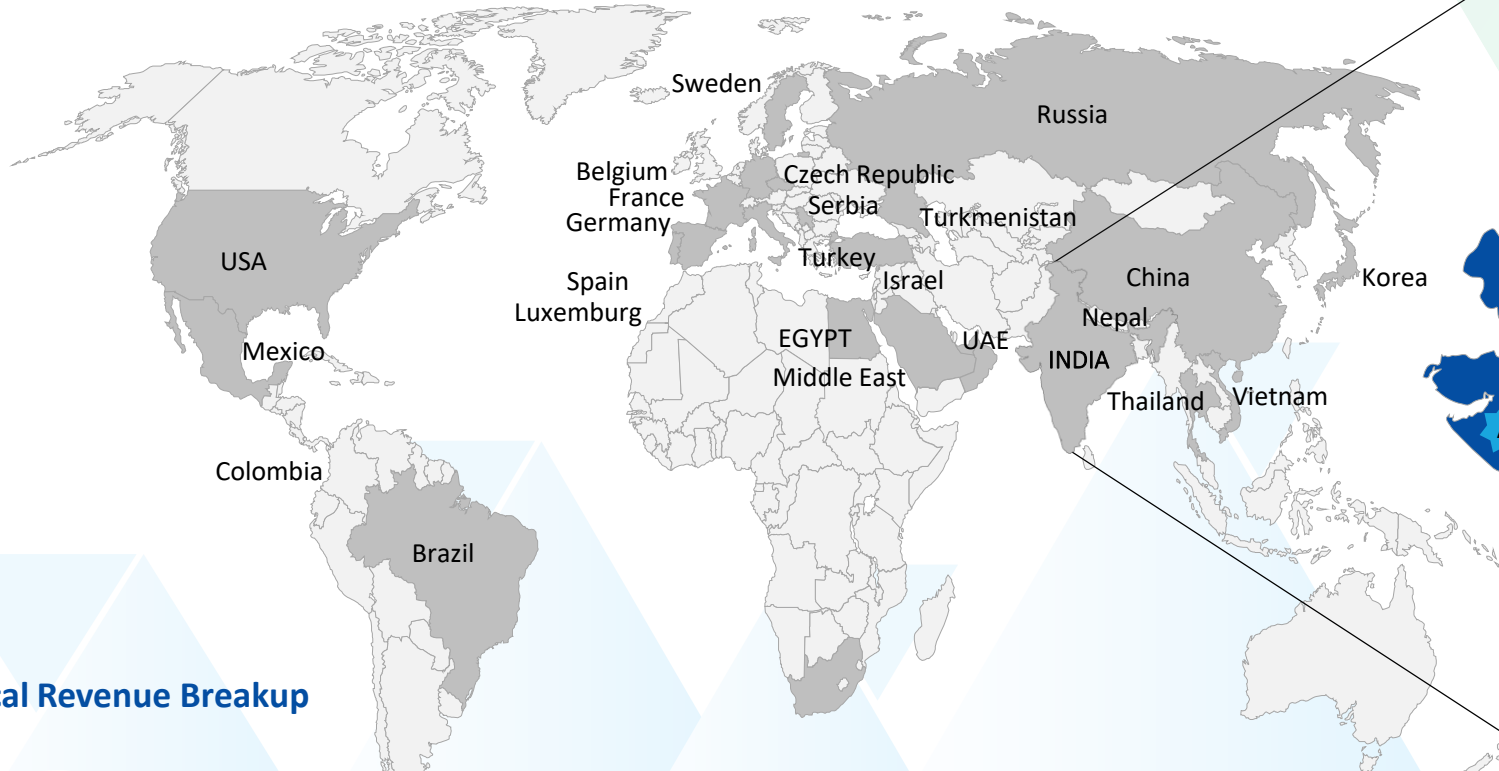 Sweden
Russia
Belgium
France
Germany
Czech Republic
Serbia
Turkmenistan
USA
Turkey
Israel
China
Korea
Spain
Luxemburg
Nepal
EGYPT
UAE
INDIA
Mexico
Middle East
Thailand
Vietnam
Colombia
Brazil
Revenue Breakup